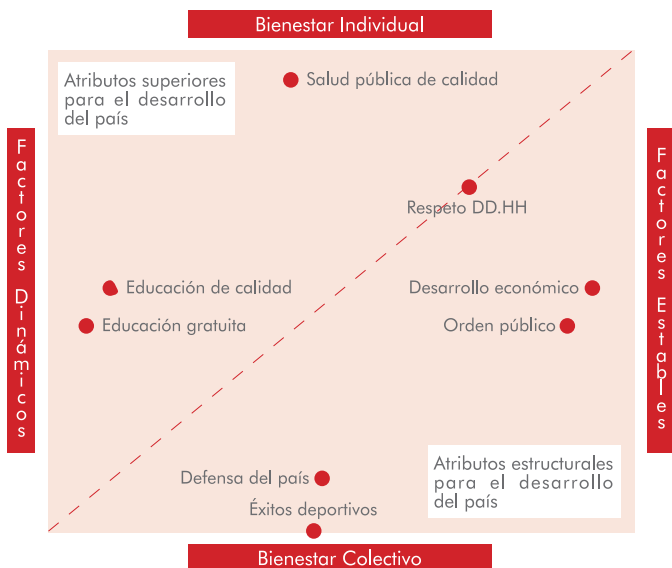 Bienestar Individual
Atributos superiores
para el desarrollo
del país
Salud pública de calidad
Factores Dinámicos
Factores Estables
Respeto DD.HH
Educación de calidad
Desarrollo económico
Educación gratuita
Orden público
Defensa del país
Éxitos deportivos
Atributos estructurales
para el desarrollo
del país
Bienestar Colectivo